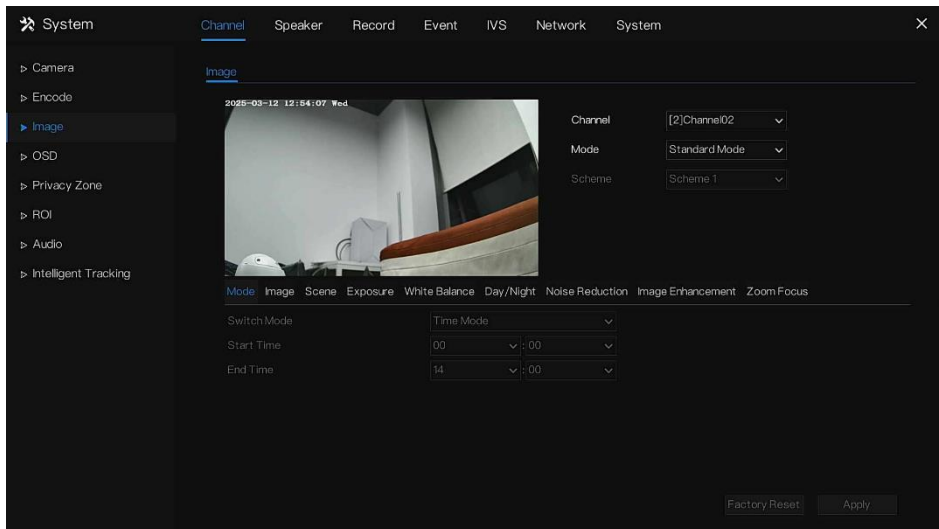 System
Channel Speaker Record Event IVS Network System
Camera
Encode
Image
OSD
Privacy Zone
ROI
Audio
Intelligent Tracking
Image
2025-03-12 12:54:07 Wed
Channel [2]Channel02
Mode Standard Mode
Scheme Scheme 1
Mode Image Scene Exposure White Balance Day/Night Noise Reduction Image Enhancement Zoom Focus
Switch Mode Time Mode
Start Time 00 : 00
End Time 14 : 00
Factory Reset Apply